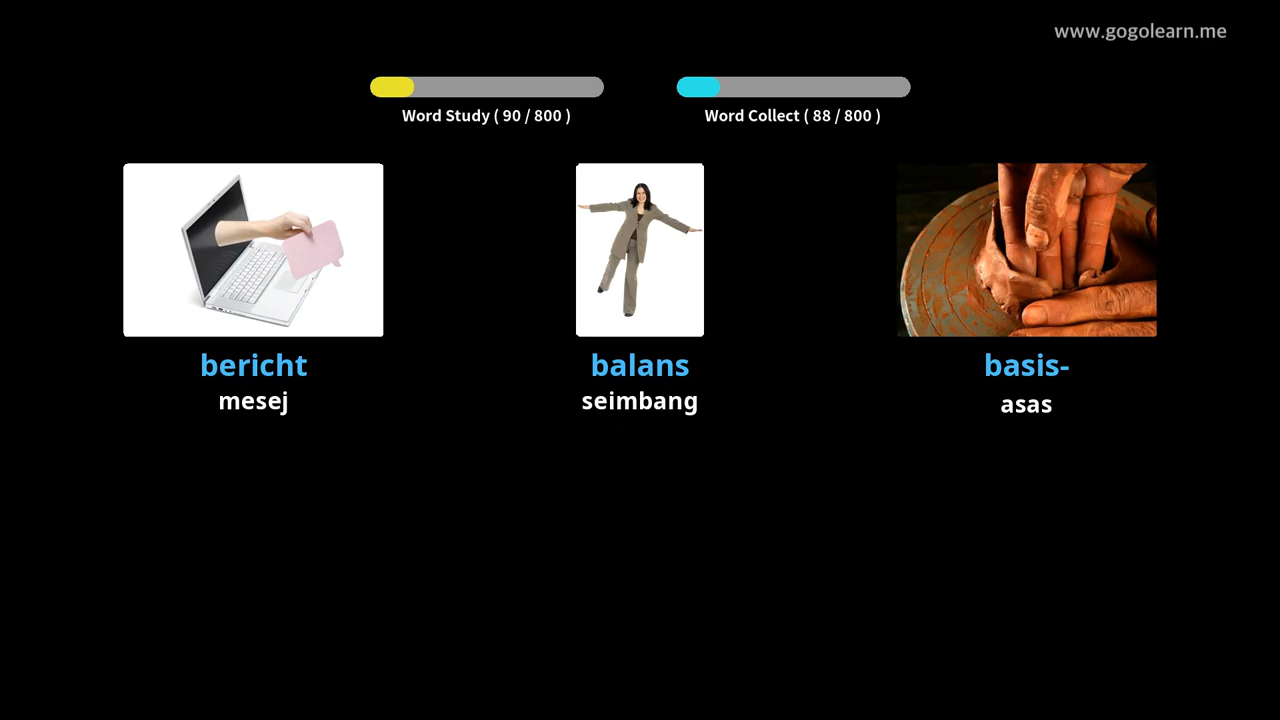 www.gogolearn.me
Word Study ( 90 / 800 )
Word Collect ( 88 / 800 )
bericht
mesej
balans
seimbang
basis-
asas